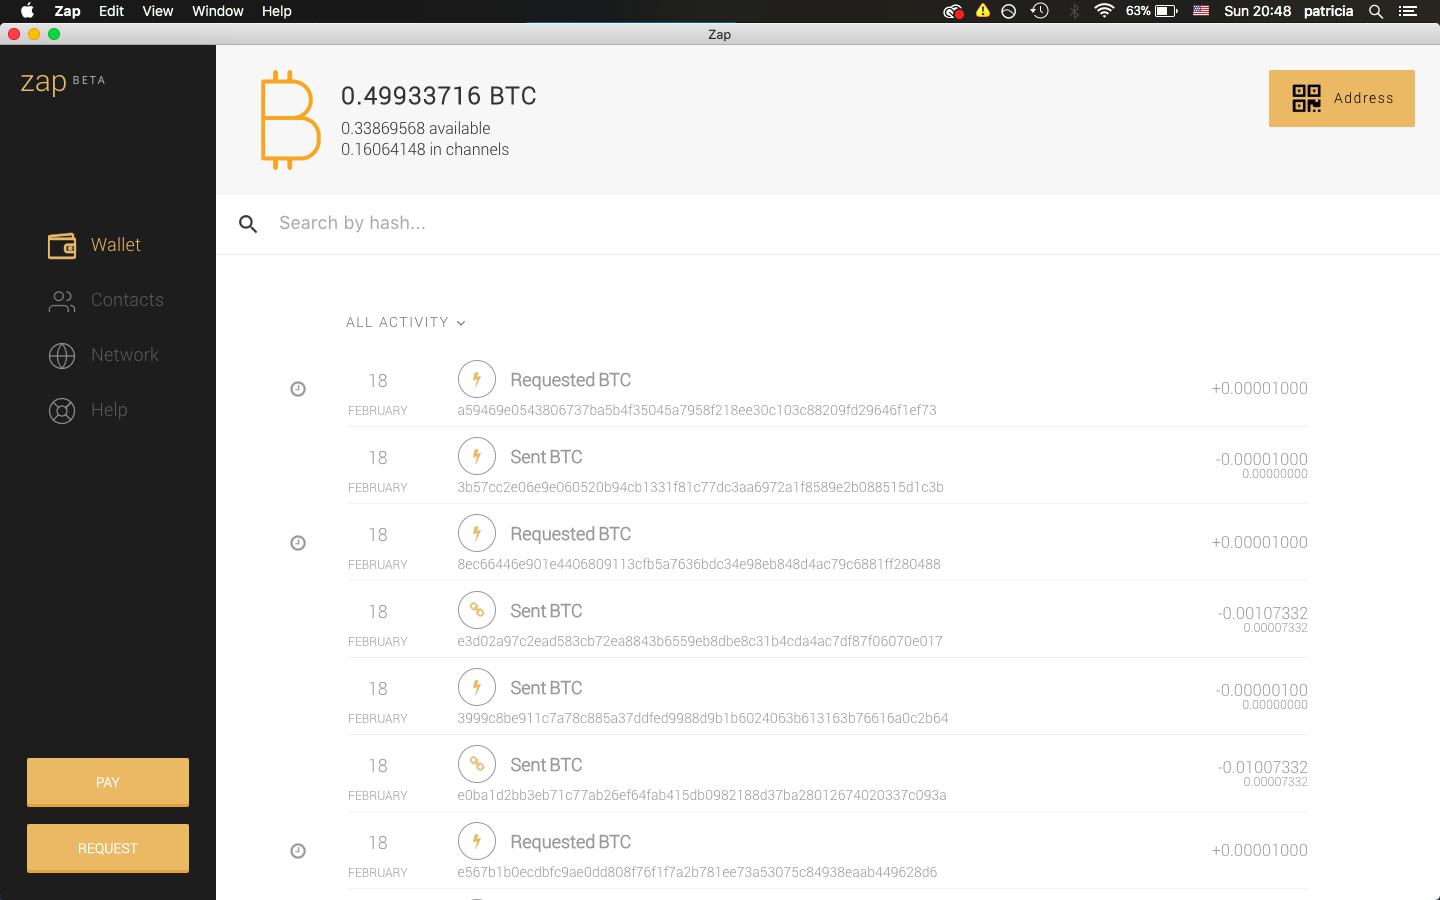 Zap Edit View Window Help 63% Sun 20:48 patricia
Zap
zap BETA
0.49933716 BTC
0.33869568 available
0.16064148 in channels
Address
Search by hash...
Wallet
Contacts
Network
Help
PAY
REQUEST
ALL ACTIVITY
18 Requested BTC +0.00001000
FEBRUARY a59469e0543806737ba5b4f35045a7958f218ee30c103c88209fd29646f1ef73
18 Sent BTC -0.00001000
0.00000000
FEBRUARY 3b57cc2e06e9e060520b94cb1331f81c77dc3aa6972a1f8589e2b088515d1c3b
18 Requested BTC +0.00001000
FEBRUARY 8ec66446e901e4406809113cfb5a7636bdc34e98eb848d4ac79c6881ff280488
18 Sent BTC -0.00107332
0.00007332
FEBRUARY e3d02a97c2ead583cb72ea8843b6559eb8dbe8c31b4cda4ac7df87f06070e017
18 Sent BTC -0.00000100
0.00000000
FEBRUARY 3999c8be911c7a78c885a37ddfed9988d9b1b6024063b613163b76616a0c2b64
18 Sent BTC -0.01007332
0.00007332
FEBRUARY e0ba1d2bb3eb71c77ab26ef64fab415db0982188d37ba28012674020337c093a
18 Requested BTC +0.00001000
FEBRUARY e567b1b0ecdbfc9ae0dd808f76f1f7a2b781ee73a53075c84938eaab449628d6